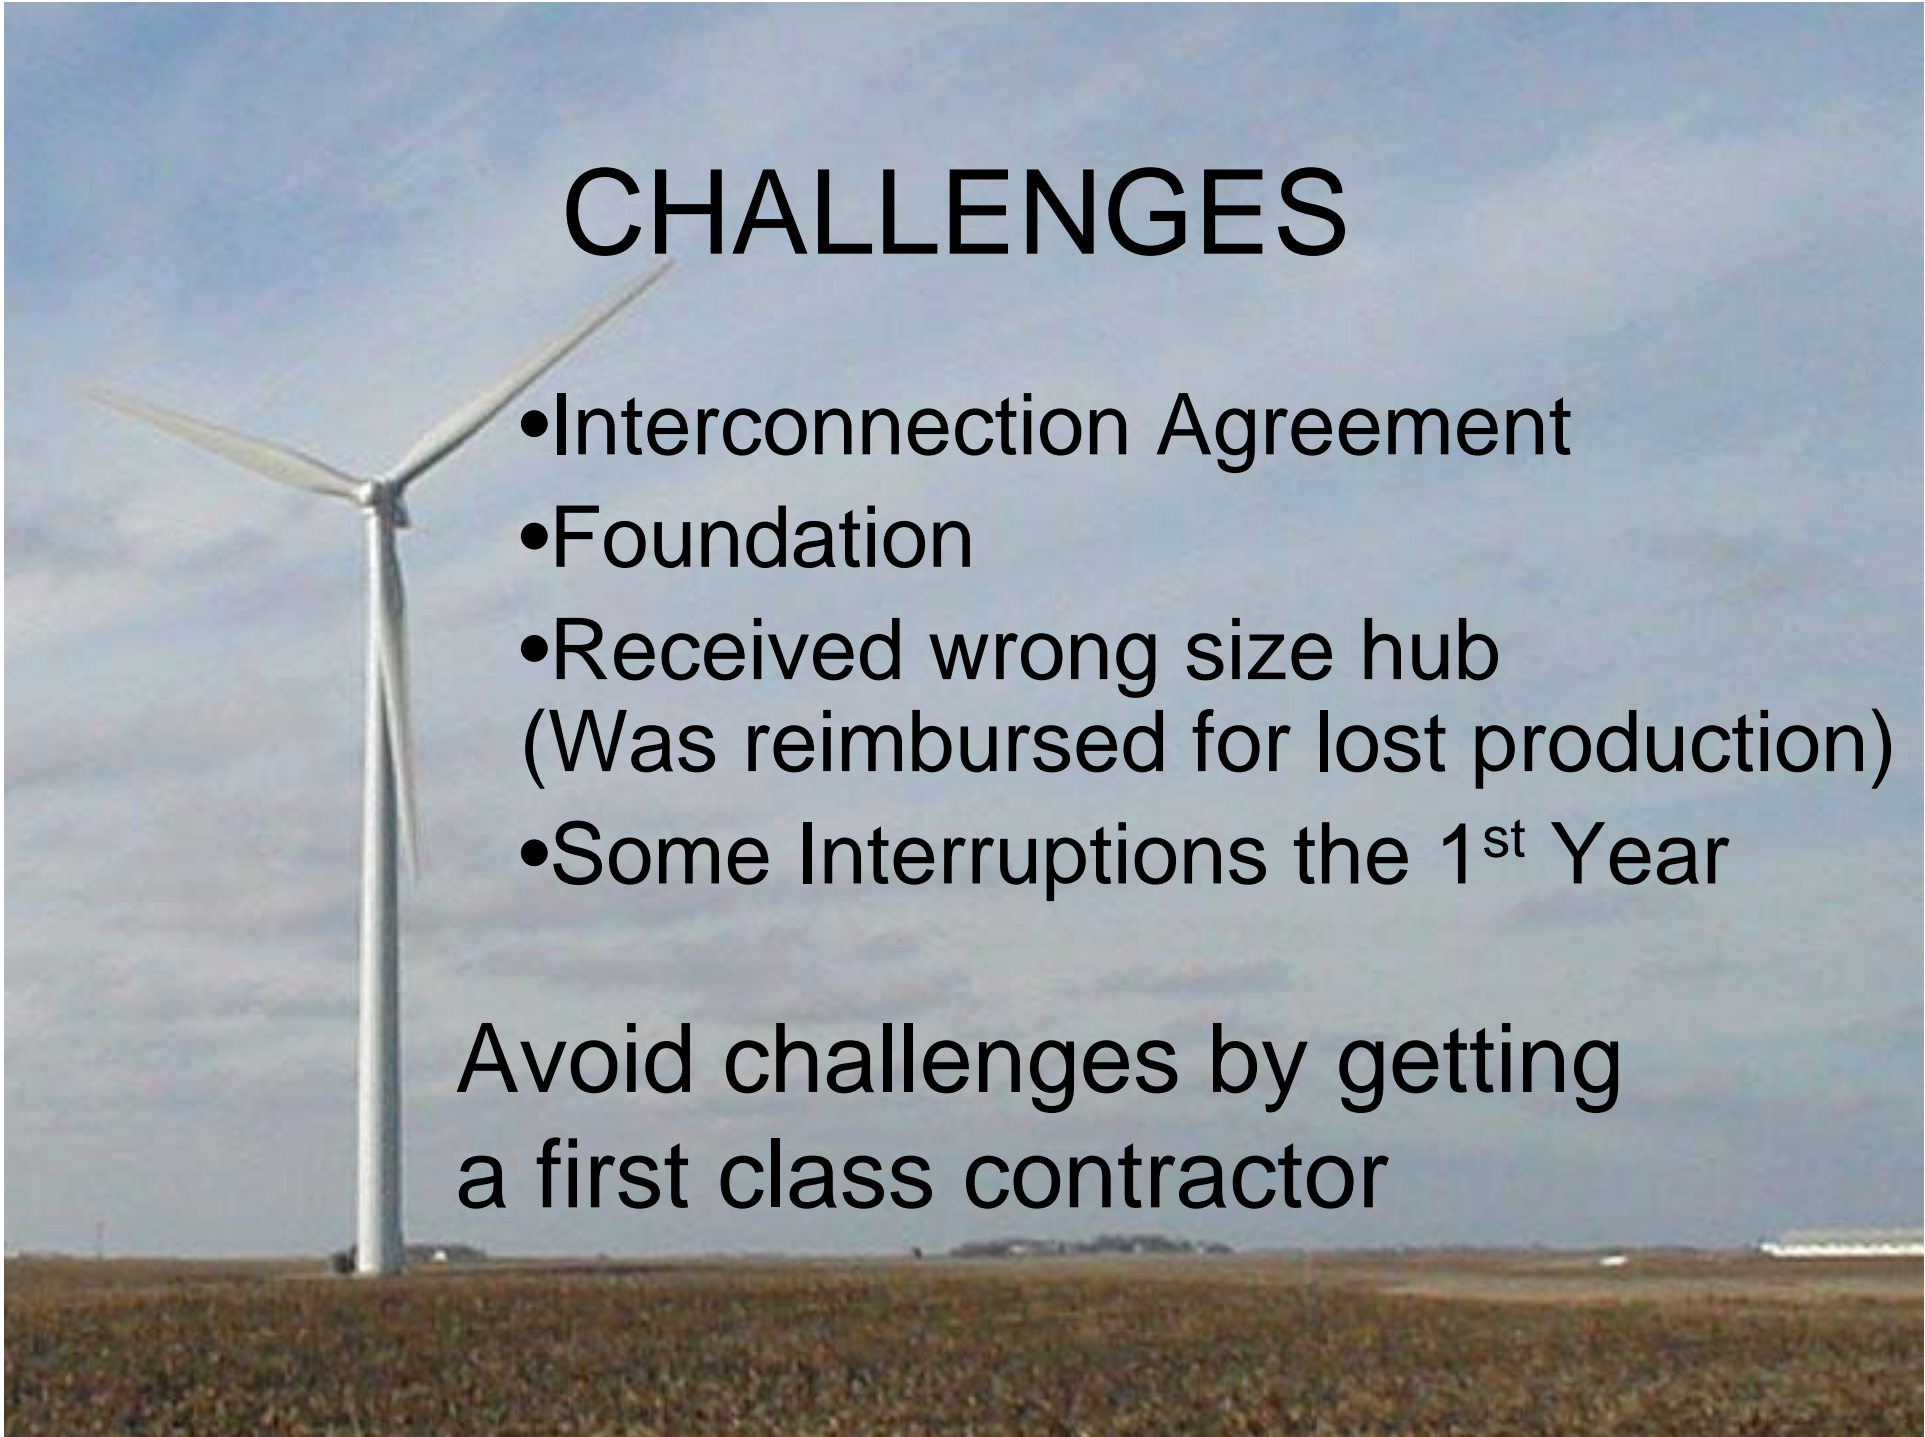 CHALLENGES
•Interconnection Agreement
•Foundation
•Received wrong size hub
(Was reimbursed for lost production)
•Some Interruptions the 1st Year
Avoid challenges by getting
a first class contractor